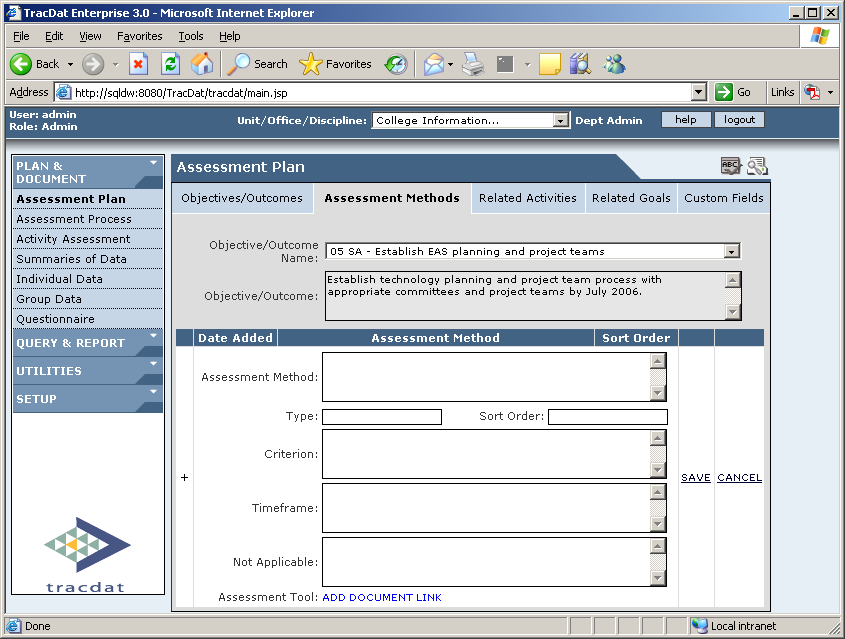 TracDat Enterprise 3.0 - Microsoft Internet Explorer
File Edit View Favorites Tools Help
Back Search Favorites
Address http://sqldw:8080/TracDat/tracdat/main.jsp Go Links
User: admin
Role: Admin
Unit/Office/Discipline: College Information... Dept Admin help logout
PLAN &
DOCUMENT
Assessment Plan
Assessment Process
Activity Assessment
Summaries of Data
Individual Data
Group Data
Questionnaire
QUERY & REPORT
UTILITIES
SETUP
tracdat
Assessment Plan
ABC
Objectives/Outcomes Assessment Methods Related Activities Related Goals Custom Fields
Objective/Outcome
Name: 05 SA - Establish EAS planning and project teams
Objective/Outcome: Establish technology planning and project team process with
appropriate committees and project teams by July 2006.
Date Added Assessment Method Sort Order
Assessment Method:
Type: Sort Order:
Criterion:
+ SAVE CANCEL
Timeframe:
Not Applicable:
Assessment Tool: ADD DOCUMENT LINK
Done Local intranet